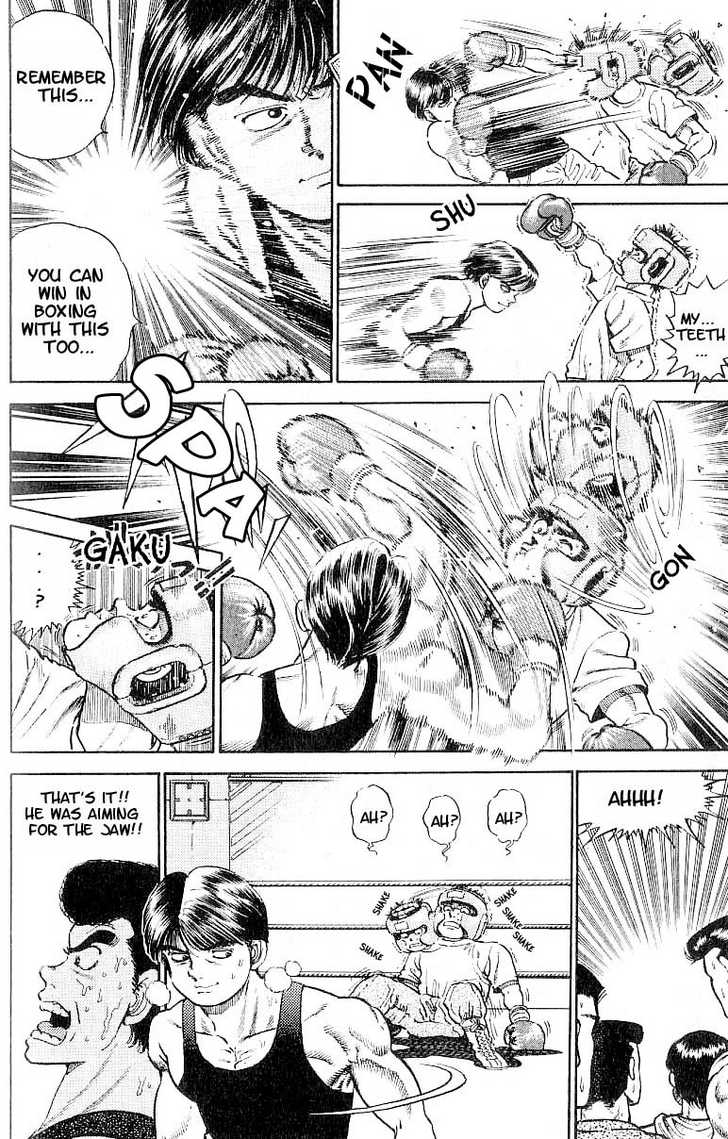 PAN
SHU
MY...
TEETH
...
REMEMBER
THIS...
YOU CAN
WIN IN
BOXING
WITH THIS
TOO...
SPA
GON
GAKU
...?
AHHH!
AH?
AH?
AH?
SHAKE
SHAKE
SHAKE
SHAKE
SHAKE
THAT'S IT!!
HE WAS AIMING
FOR THE JAW!!